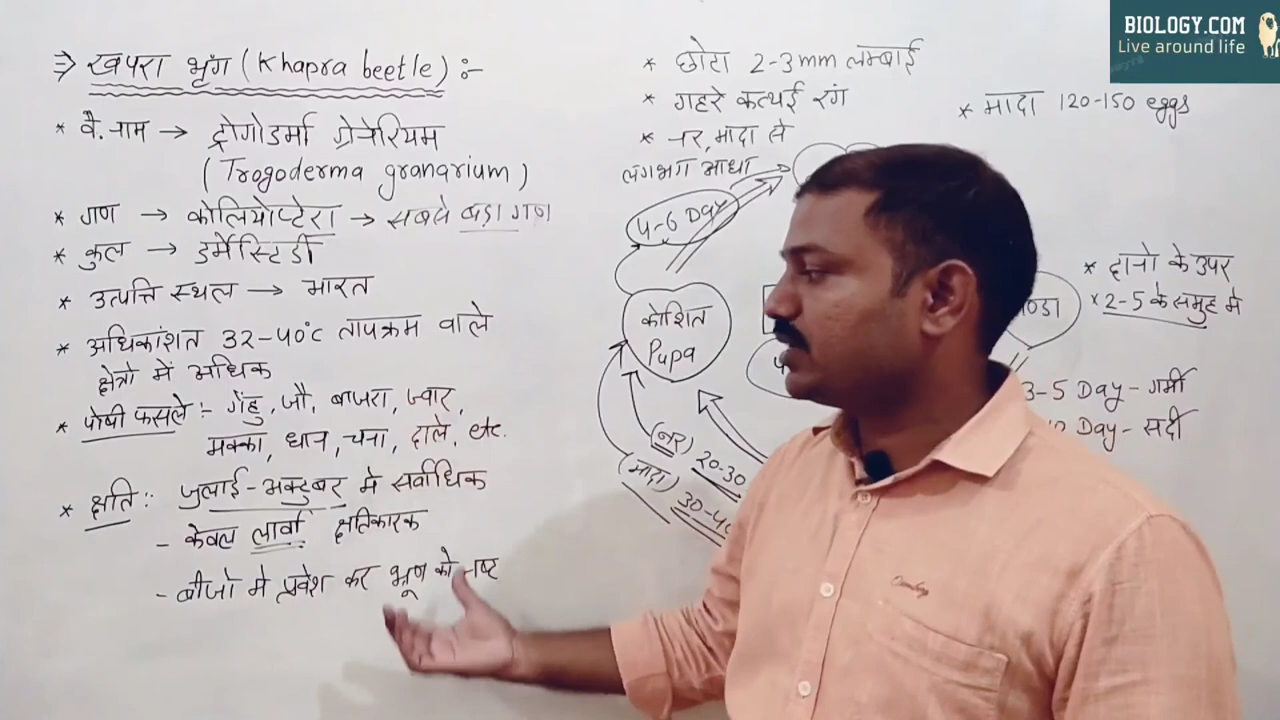 BIOLOGY.COM
Live around life
⇒ खपरा भृंग (Khapra beetle) :-
* वै. नाम → ट्रोगोडर्मा ग्रेनेरियम
(Trogoderma granarium)
* गण → कोलियोप्टेरा → सबसे बड़ा गण
* कुल → डर्मेस्टिडी
* उत्पत्ति स्थल → भारत
* अधिकांशत 32-40°c तापक्रम वाले
क्षेत्रो में अधिक
* पोषी फसले :- गेंहु, जौ, बाजरा, ज्वार,
मक्का, धान, चना, दाले, etc.
* क्षति :: जुलाई-अक्टुबर मे सर्वाधिक
- केवल लार्वा क्षतिकारक
- बीजो मे प्रवेश कर भ्रूण को नष्ट
* छोटा 2-3mm लम्बाई
* गहरे कत्थई रंग
* नर, मादा से
लगभग आधा
4-6 Day
कोशित
Pupa
(नर) 20-30
(मादा) 30-40
* मादा 120-150 eggs
* दानो के उपर
* 2-5 के समुह मे
3-5 Day - गर्मी
Day - सर्दी